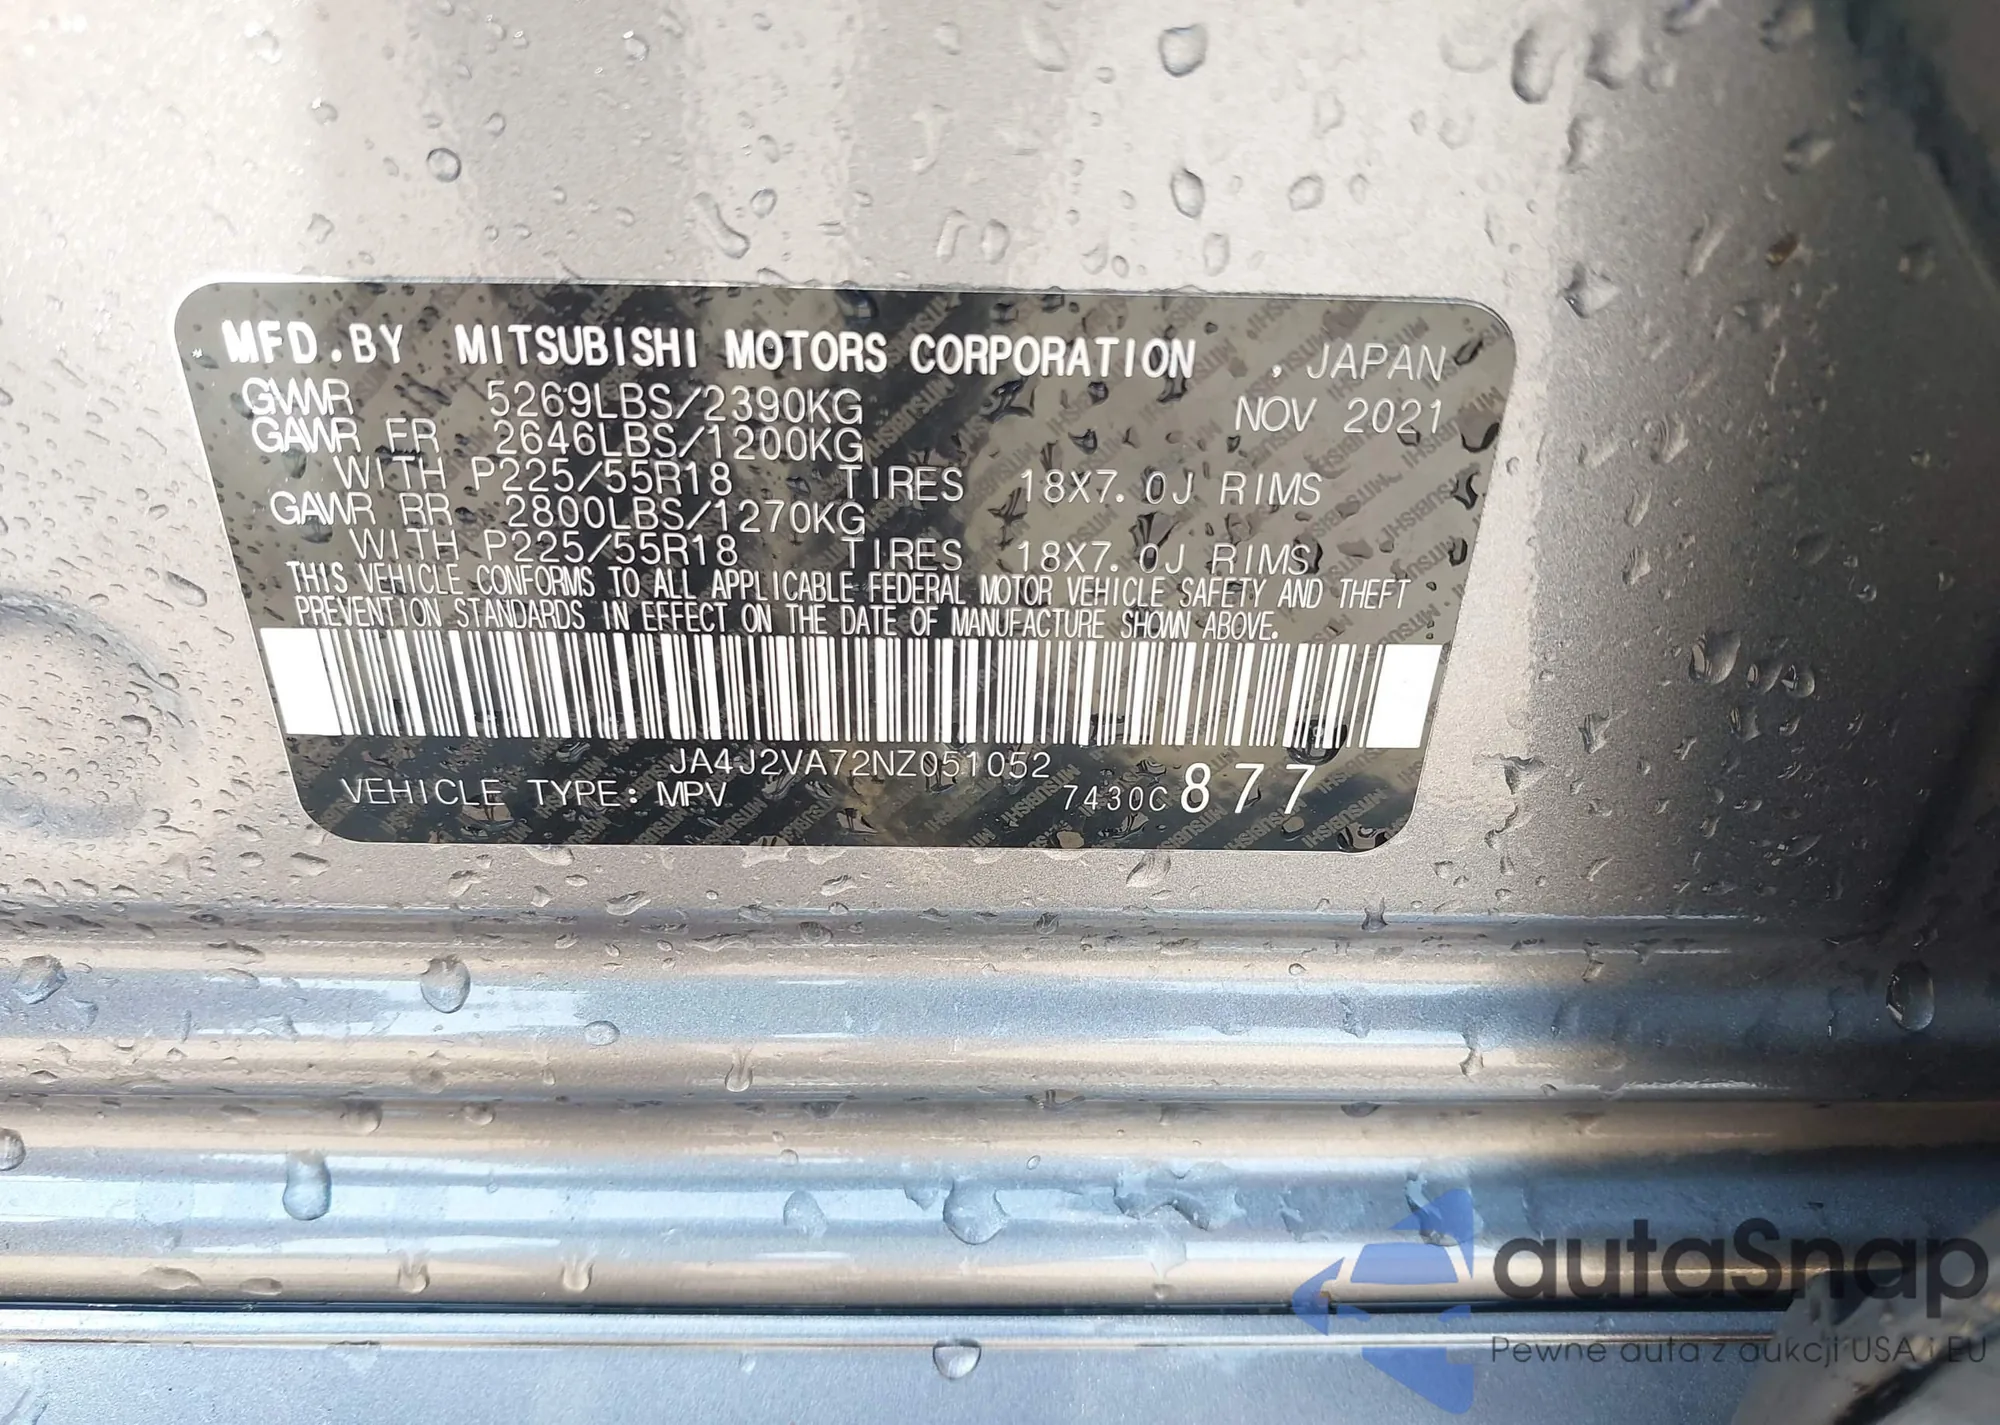 MFD.BY MITSUBISHI MOTORS CORPORATION , JAPAN
GVWR 5269LBS/2390KG NOV 2021
GAWR FR 2646LBS/1200KG
WITH P225/55R18 TIRES 18X7.0J RIMS
GAWR RR 2800LBS/1270KG
WITH P225/55R18 TIRES 18X7.0J RIMS
THIS VEHICLE CONFORMS TO ALL APPLICABLE FEDERAL MOTOR VEHICLE SAFETY AND THEFT
PREVENTION STANDARDS IN EFFECT ON THE DATE OF MANUFACTURE SHOWN ABOVE.
JA4J2VA72NZ051052
VEHICLE TYPE: MPV 7430C 877
autaSnap
Pewne auta z aukcji USA i EU